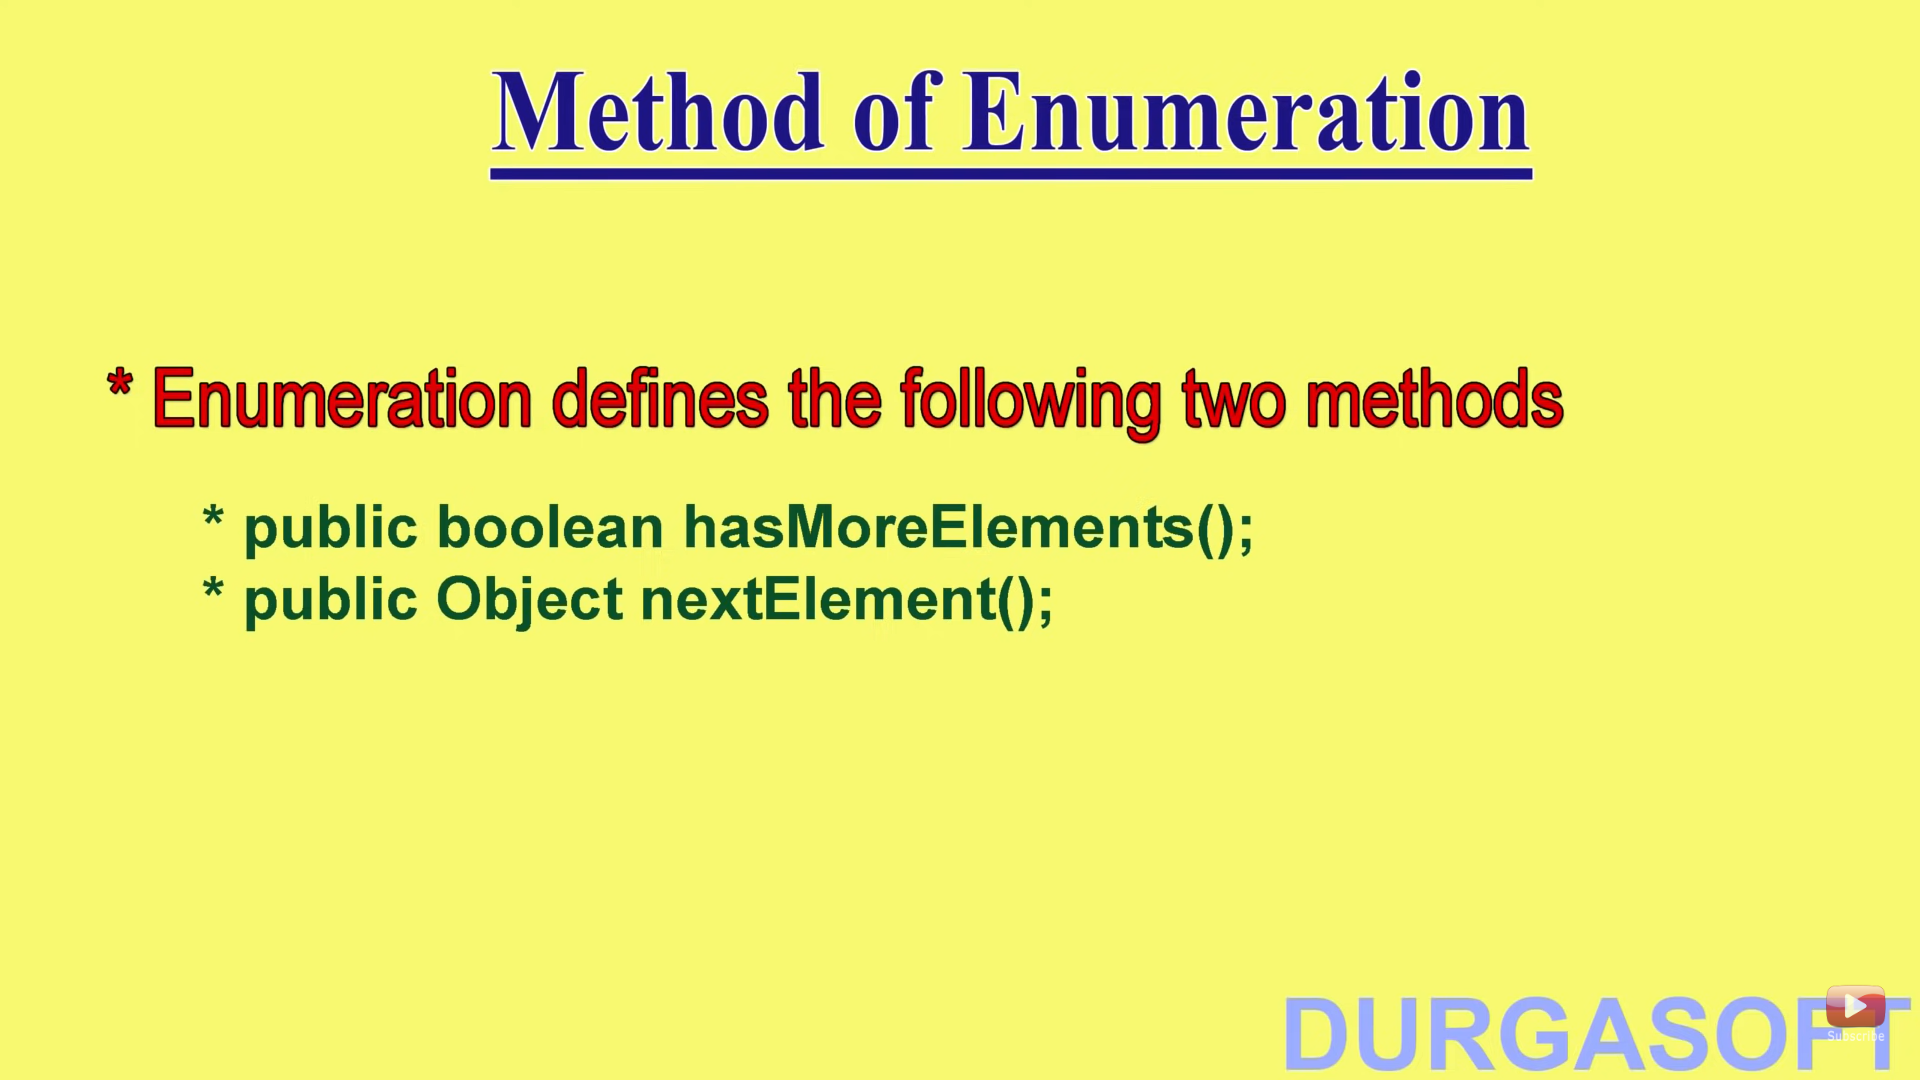 Method of Enumeration
* Enumeration defines the following two methods
* public boolean hasMoreElements();
* public Object nextElement();
DURGASOFT
Subscribe